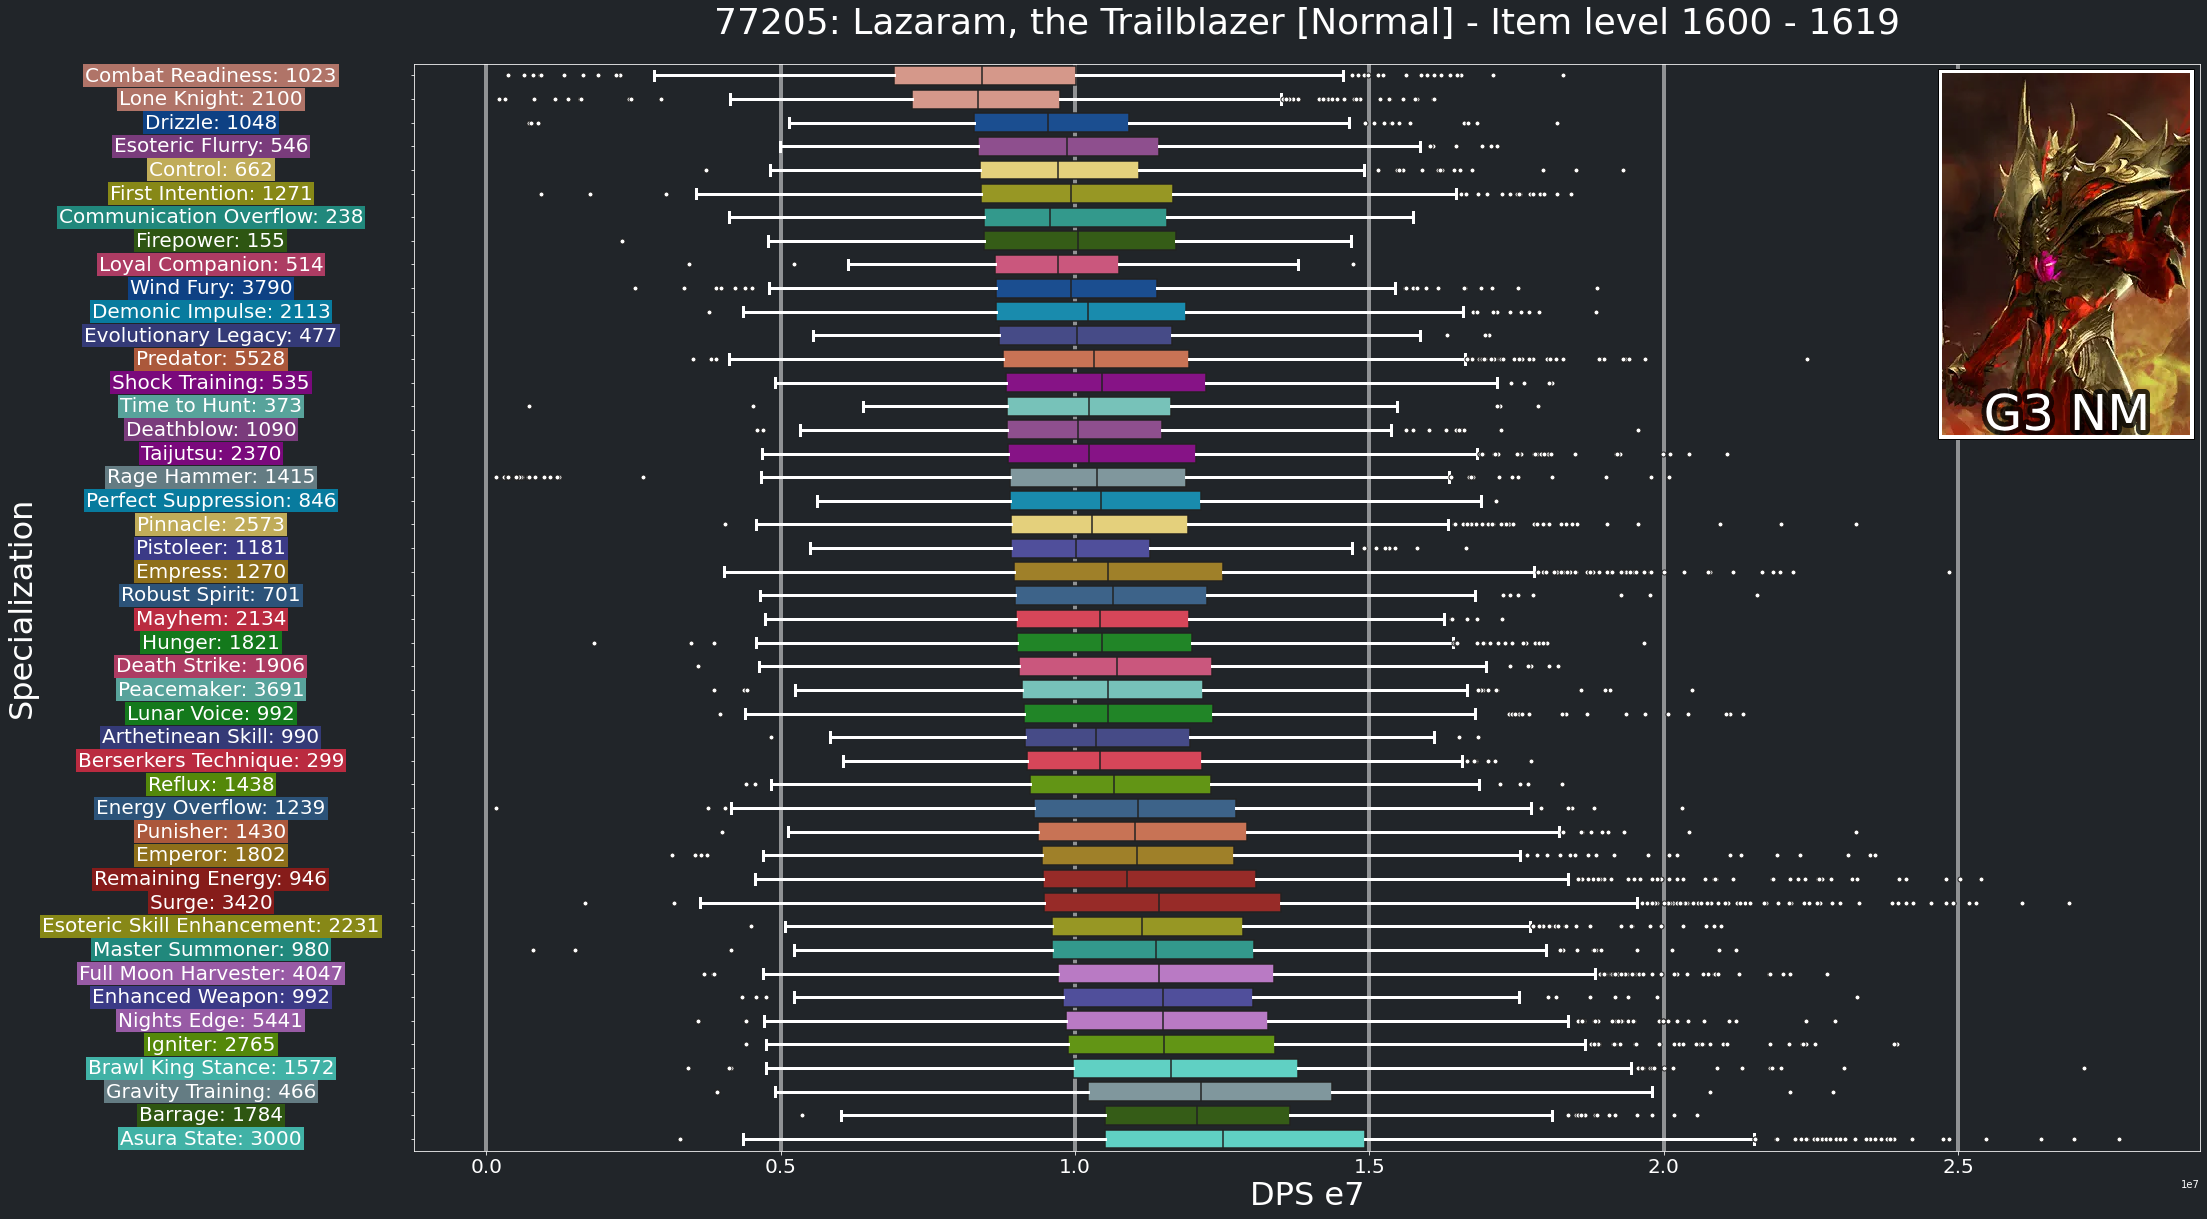 77205: Lazaram, the Trailblazer [Normal] - Item level 1600 - 1619
Combat Readiness: 1023
Lone Knight: 2100
Drizzle: 1048
Esoteric Flurry: 546
Control: 662
First Intention: 1271
Communication Overflow: 238
Firepower: 155
Loyal Companion: 514
Wind Fury: 3790
Demonic Impulse: 2113
Evolutionary Legacy: 477
Predator: 5528
Shock Training: 535
Time to Hunt: 373
Deathblow: 1090
Taijutsu: 2370
Rage Hammer: 1415
Perfect Suppression: 846
Pinnacle: 2573
Pistoleer: 1181
Empress: 1270
Robust Spirit: 701
Mayhem: 2134
Hunger: 1821
Death Strike: 1906
Peacemaker: 3691
Lunar Voice: 992
Arthetinean Skill: 990
Berserkers Technique: 299
Reflux: 1438
Energy Overflow: 1239
Punisher: 1430
Emperor: 1802
Remaining Energy: 946
Surge: 3420
Esoteric Skill Enhancement: 2231
Master Summoner: 980
Full Moon Harvester: 4047
Enhanced Weapon: 992
Nights Edge: 5441
Igniter: 2765
Brawl King Stance: 1572
Gravity Training: 466
Barrage: 1784
Asura State: 3000
Specialization
G3 NM
0.0 0.5 1.0 1.5 2.0 2.5
1e7
DPS e7